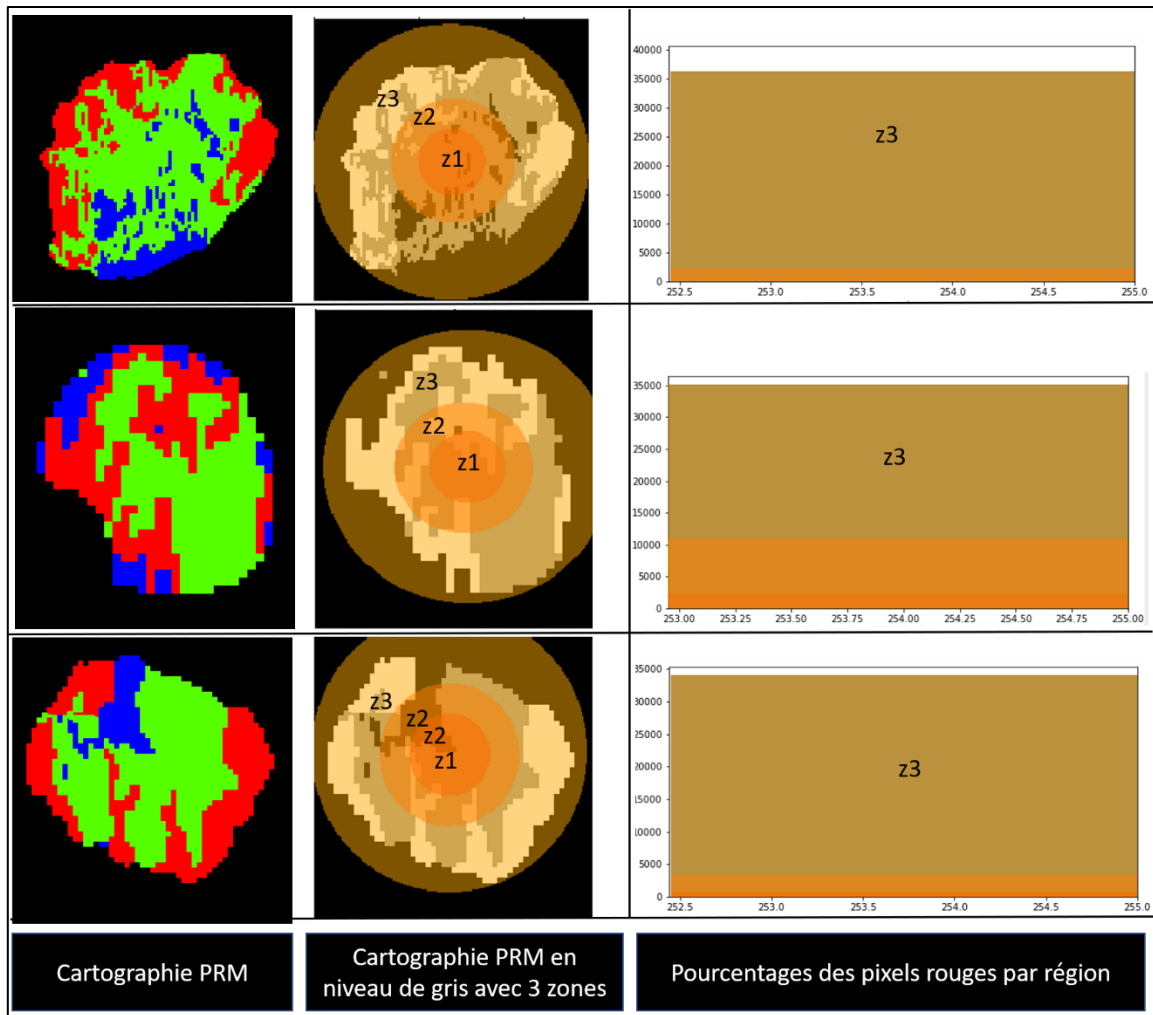 z3
z2
z1
40000
35000
30000
25000
20000
15000
10000
5000
0
z3
252.5 253.0 253.5 254.0 254.5 255.0
z3
z2
z1
35000
30000
25000
20000
15000
10000
5000
0
z3
253.00 253.25 253.50 253.75 254.00 254.25 254.50 254.75 255.00
z3
z2
z2
z1
35000
30000
25000
20000
15000
10000
5000
0
z3
252.5 253.0 253.5 254.0 254.5 255.0
Cartographie PRM
Cartographie PRM en
niveau de gris avec 3 zones
Pourcentages des pixels rouges par région